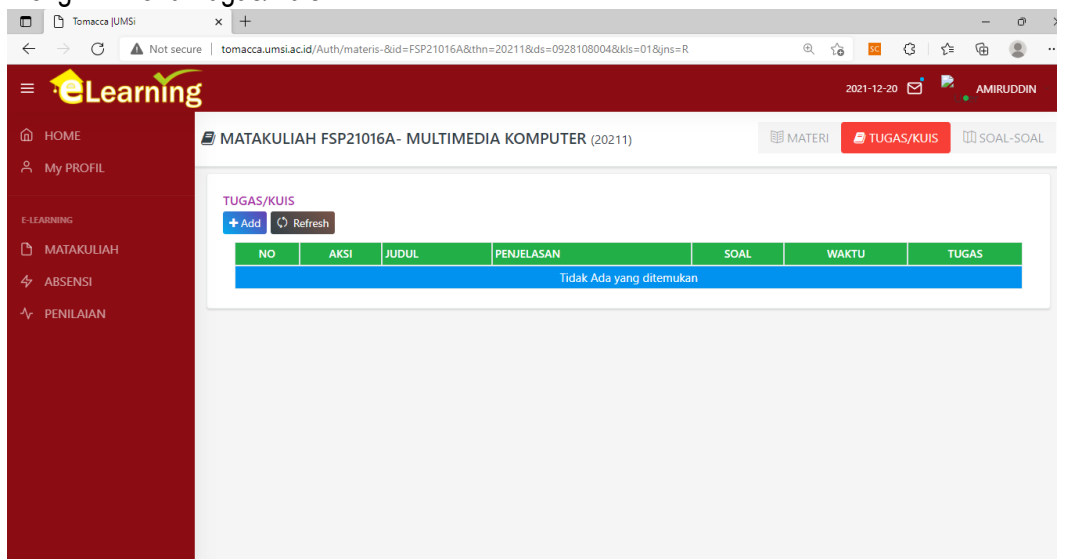 Tomacca |UMSi
Not secure | tomacca.umsi.ac.id/Auth/materis-&id=FSP21016A&thn=20211&ds=0928108004&kls=01&jns=R
eLearning
2021-12-20
AMIRUDDIN
HOME
My PROFIL
E-LEARNING
MATAKULIAH
ABSENSI
PENILAIAN
MATAKULIAH FSP21016A- MULTIMEDIA KOMPUTER (20211)
MATERI
TUGAS/KUIS
SOAL-SOAL
TUGAS/KUIS
+ Add
Refresh
NO AKSI JUDUL PENJELASAN SOAL WAKTU TUGAS
Tidak Ada yang ditemukan